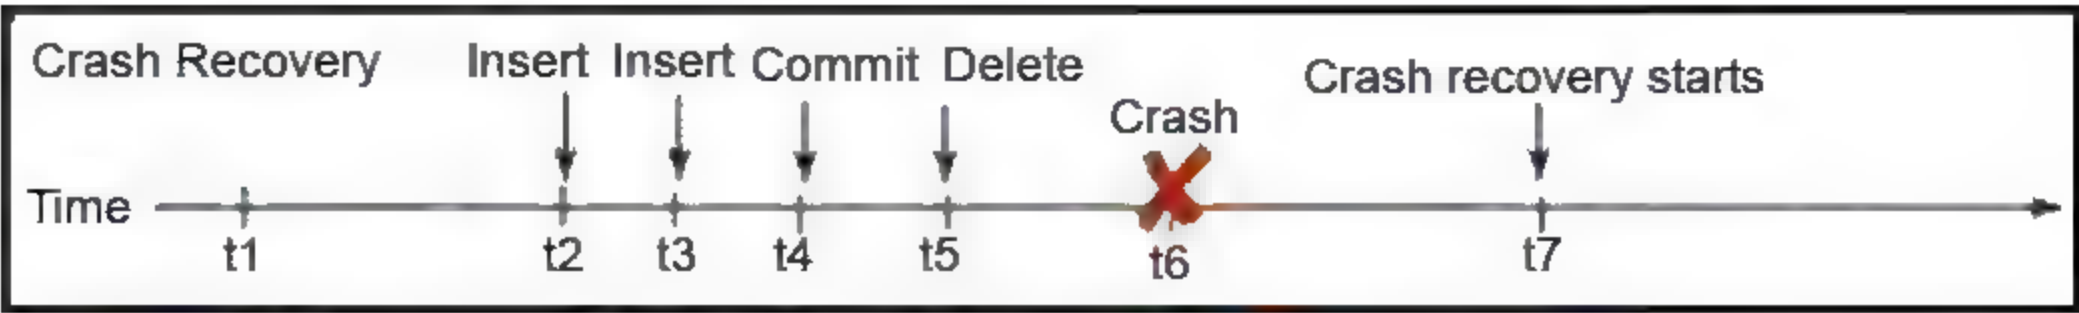 Crash Recovery
Insert Insert Commit Delete
Crash
Crash recovery starts
Time
t1 t2 t3 t4 t5 t6 t7